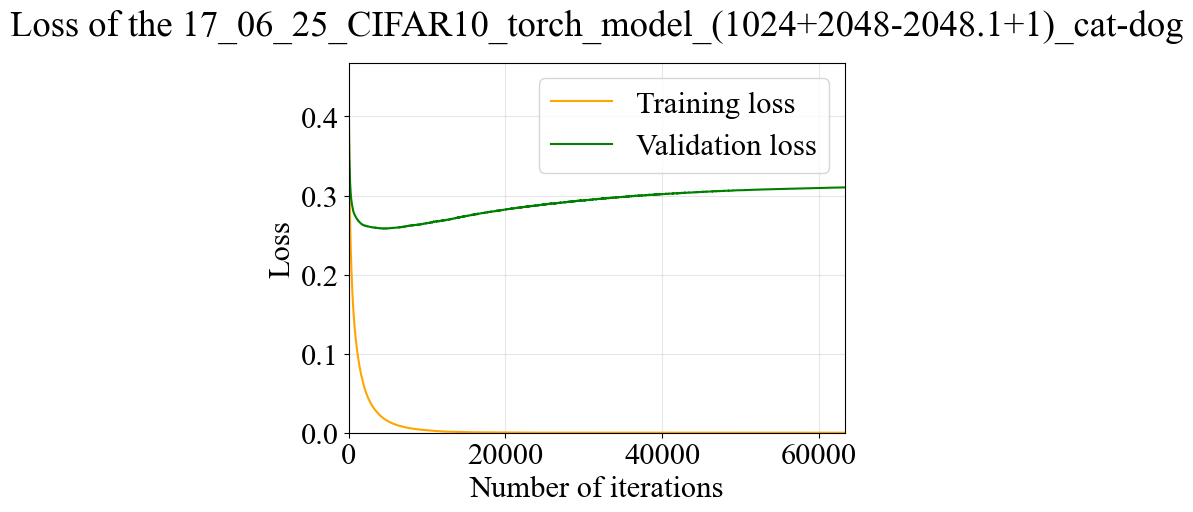 Loss of the 17_06_25_CIFAR10_torch_model_(1024+2048-2048.1+1)_cat-dog
Training loss
Validation loss
0.4
0.3
0.2
0.1
0.0
Loss
0 20000 40000 60000
Number of iterations